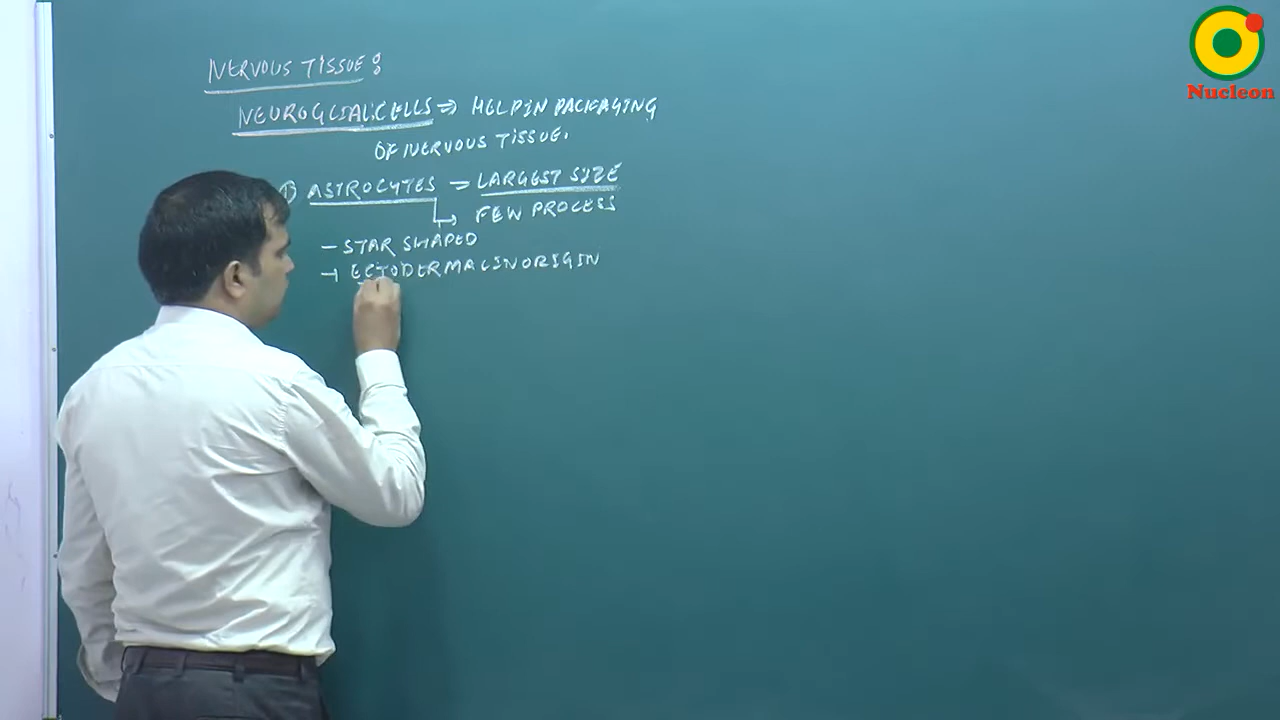 NERVOUS TISSUE :
NEUROGLIAL CELLS ⇒ HELP IN PACKAGING
OF NERVOUS TISSUE.
1) ASTROCYTES = LARGEST SIZE
↳ FEW PROCESS
- STAR SHAPED
→ ECTODERMAL IN ORIGIN
Nucleon